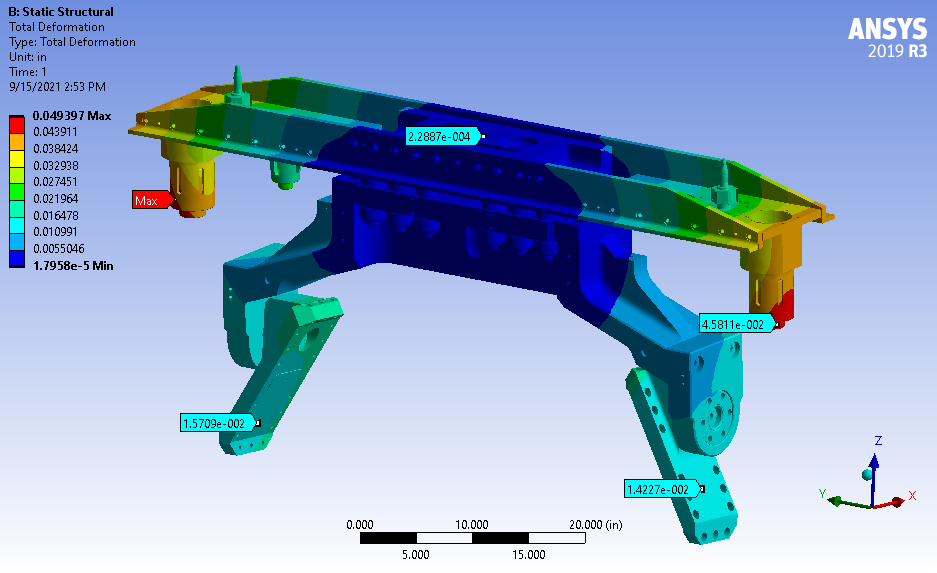 B: Static Structural
Total Deformation
Type: Total Deformation
Unit: in
Time: 1
9/15/2021 2:53 PM
ANSYS
2019 R3
0.049397 Max
0.043911
0.038424
0.032938
0.027451
0.021964
0.016478
0.010991
0.0055046
1.7958e-5 Min
2.2887e-004
Max
4.5811e-002
1.5709e-002
1.4227e-002
Z
Y
X
0.000 10.000 20.000 (in)
5.000 15.000